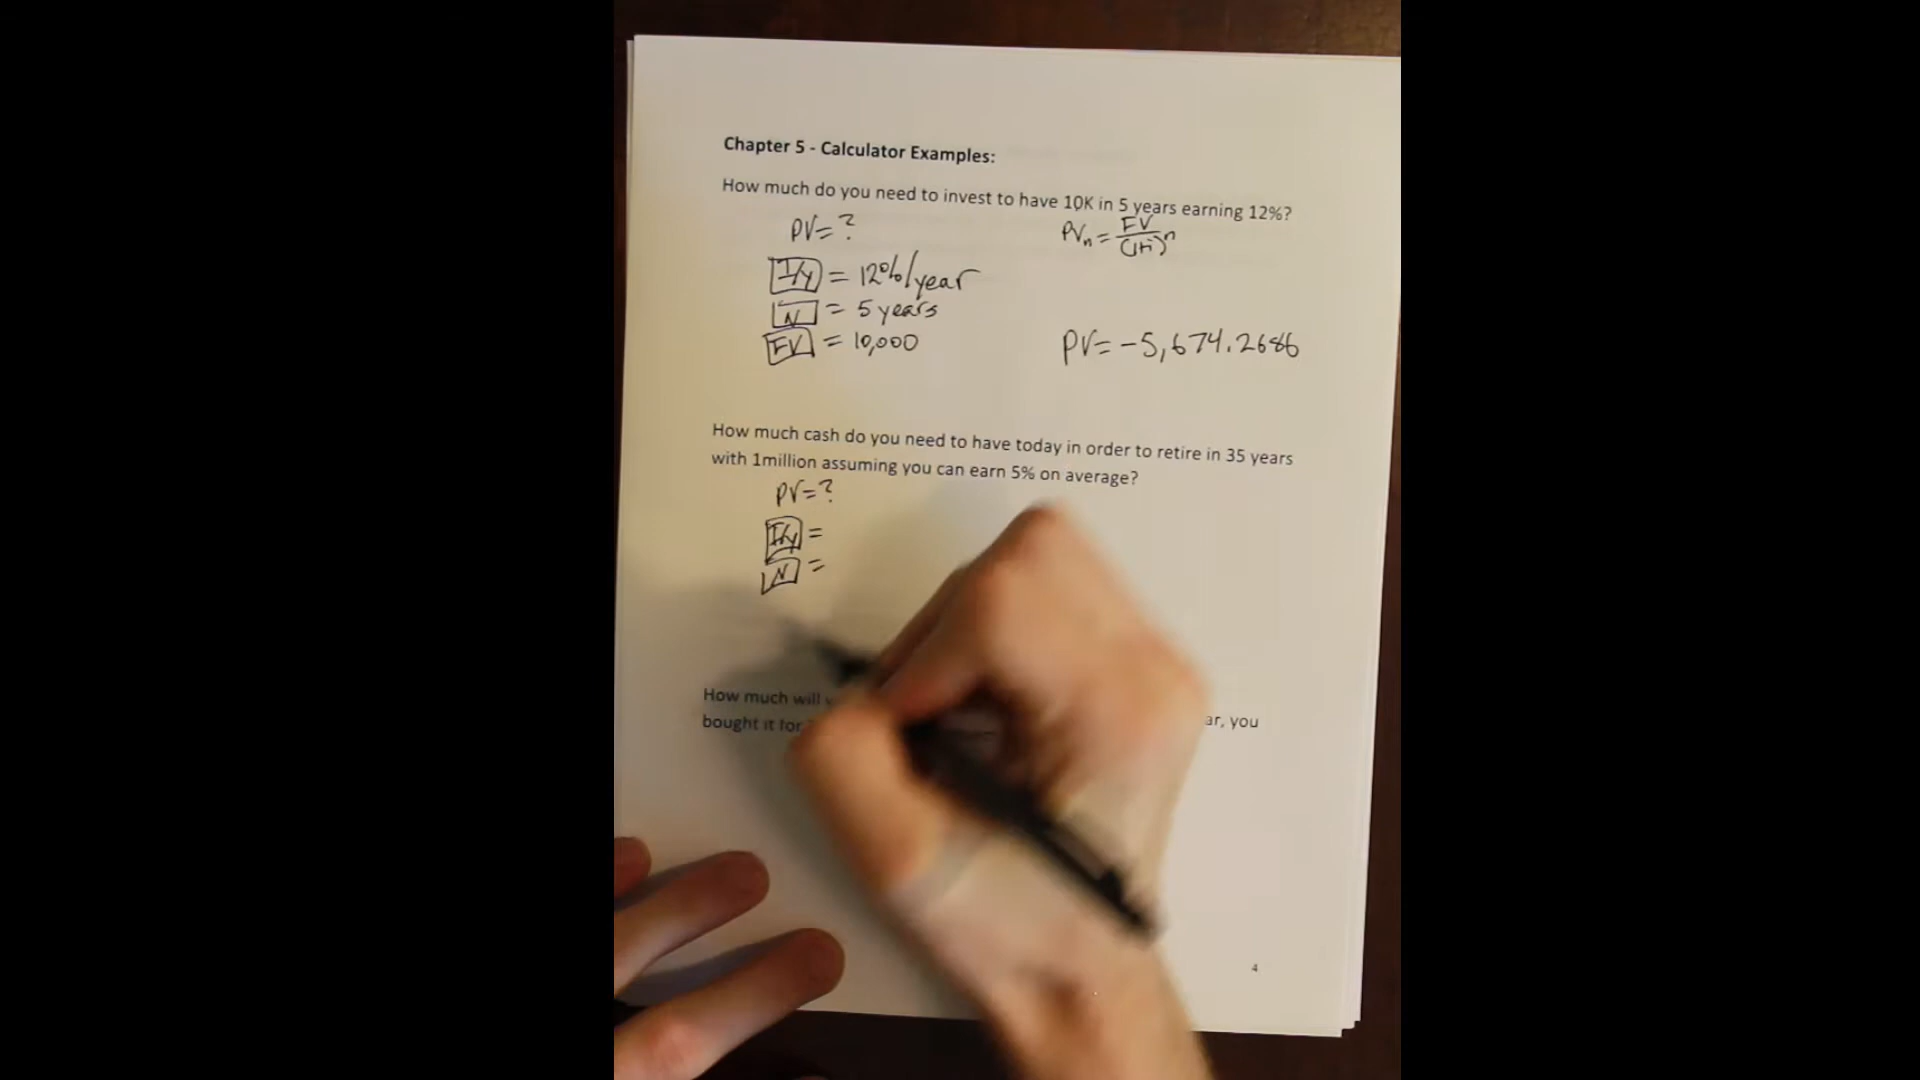 Chapter 5 - Calculator Examples:
How much do you need to invest to have 10K in 5 years earning 12%?
PV = ?
PVn = FV/(1+i)^n
I/y = 12%/year
N = 5 years
FV = 10,000
PV = -5,674.2686
How much cash do you need to have today in order to retire in 35 years
with 1million assuming you can earn 5% on average?
PV = ?
I/y =
N =
How much will
bought it for
ar, you
4